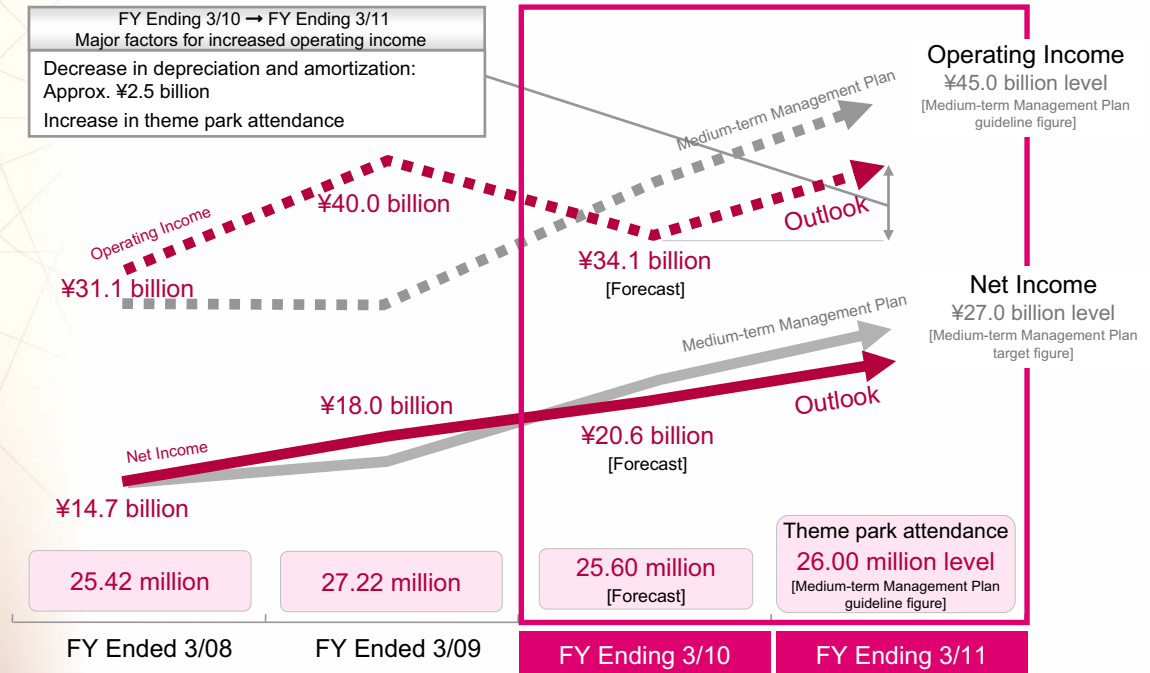 FY Ending 3/10 → FY Ending 3/11
Major factors for increased operating income
Decrease in depreciation and amortization:
Approx. ¥2.5 billion
Increase in theme park attendance
Operating Income
¥45.0 billion level
[Medium-term Management Plan
guideline figure]
Medium-term Management Plan
Operating Income
¥40.0 billion
Outlook
¥31.1 billion
¥34.1 billion
[Forecast]
Net Income
¥27.0 billion level
[Medium-term Management Plan
target figure]
Medium-term Management Plan
¥18.0 billion
Outlook
Net Income
¥20.6 billion
[Forecast]
¥14.7 billion
25.42 million
27.22 million
25.60 million
[Forecast]
Theme park attendance
26.00 million level
[Medium-term Management Plan
guideline figure]
FY Ended 3/08
FY Ended 3/09
FY Ending 3/10
FY Ending 3/11